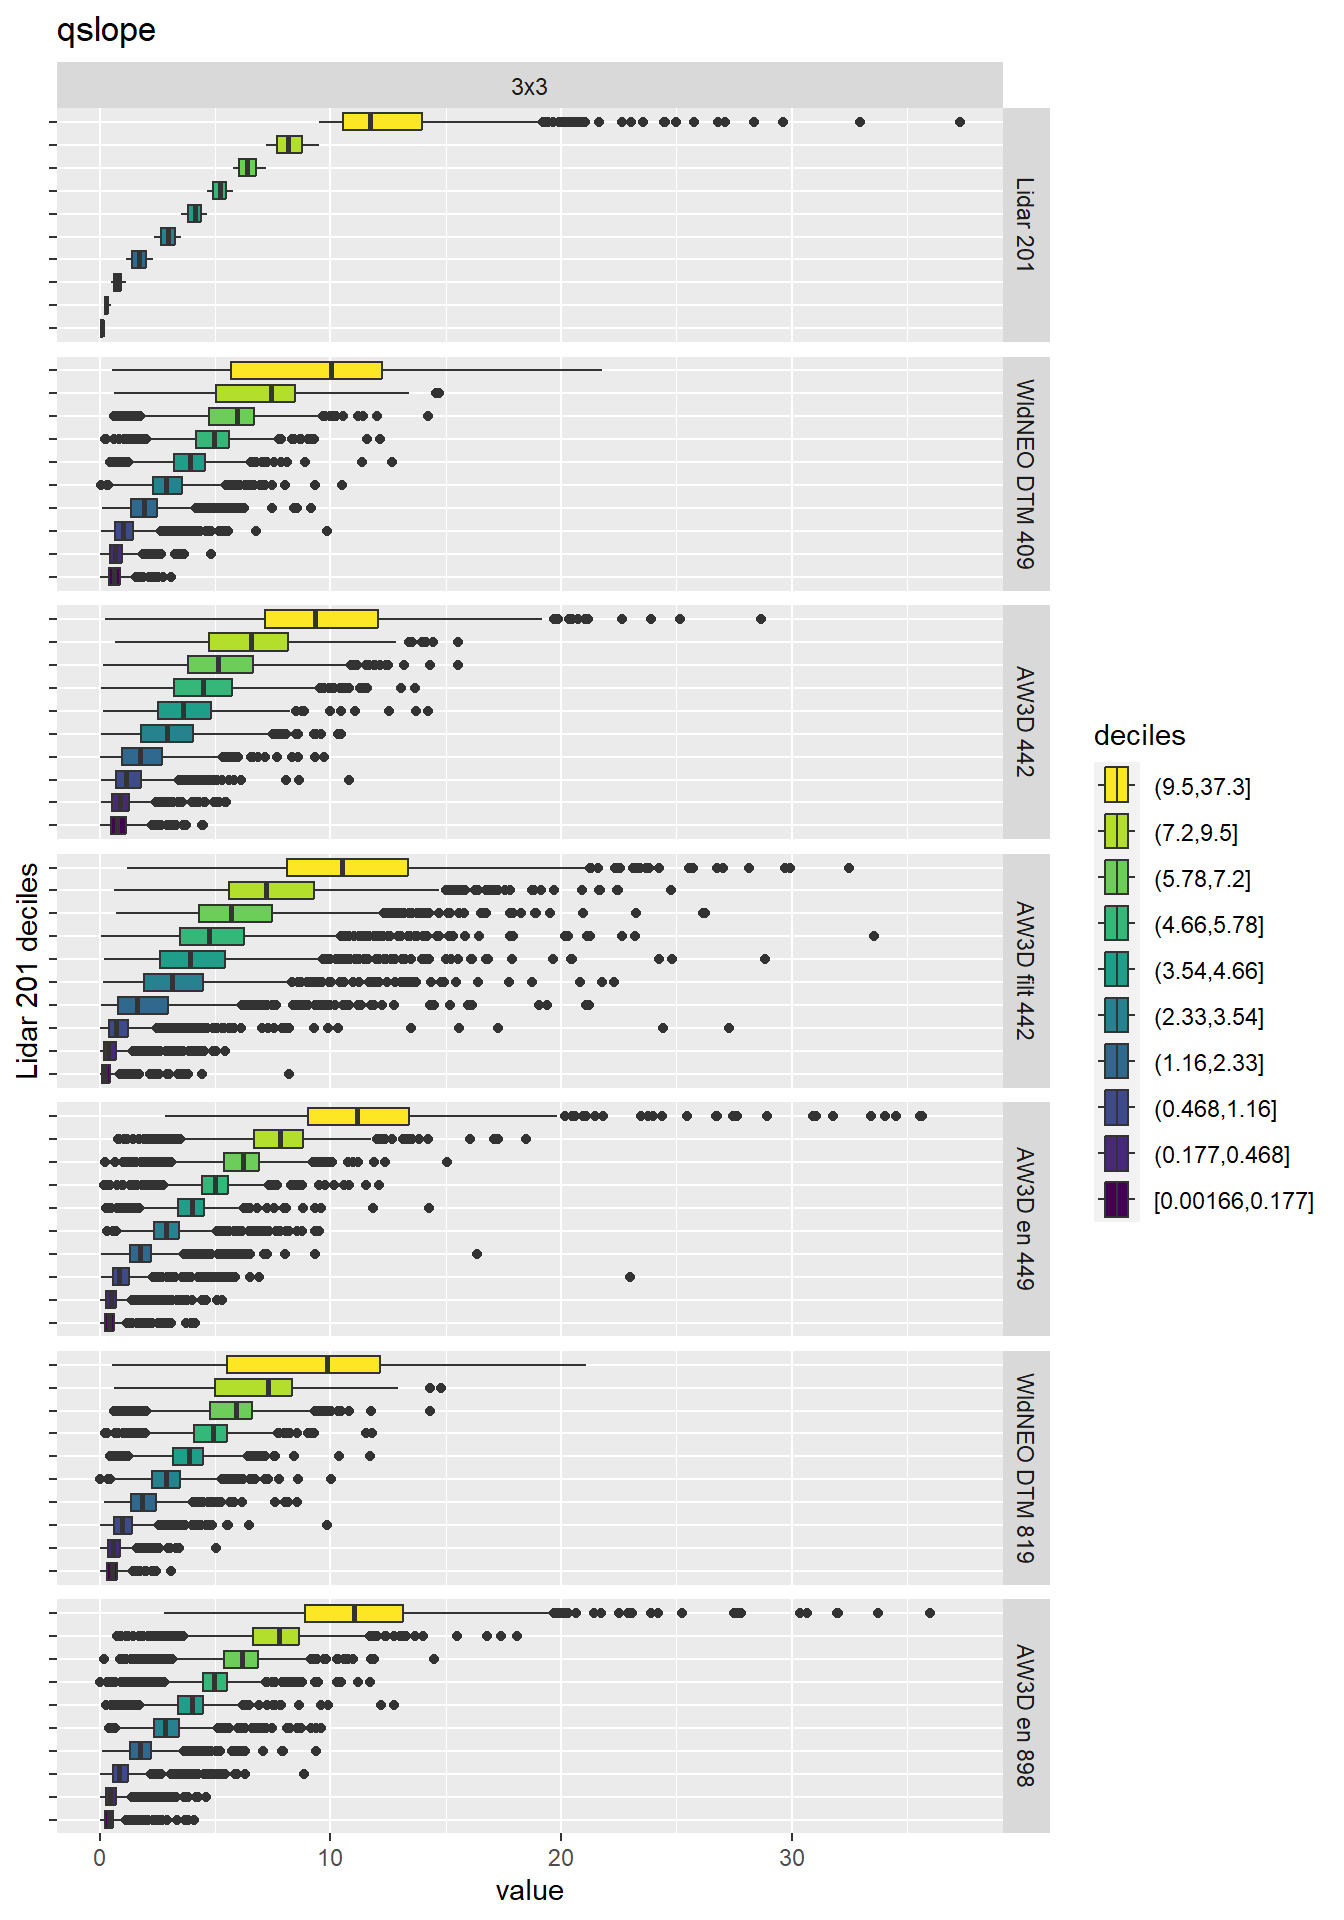 qslope
3x3
Lidar 201
WldNEO DTM 409
AW3D 442
AW3D filt 442
AW3D en 449
WldNEO DTM 819
AW3D en 898
Lidar 201 deciles
0 10 20 30
value
deciles
(9.5,37.3]
(7.2,9.5]
(5.78,7.2]
(4.66,5.78]
(3.54,4.66]
(2.33,3.54]
(1.16,2.33]
(0.468,1.16]
(0.177,0.468]
[0.00166,0.177]